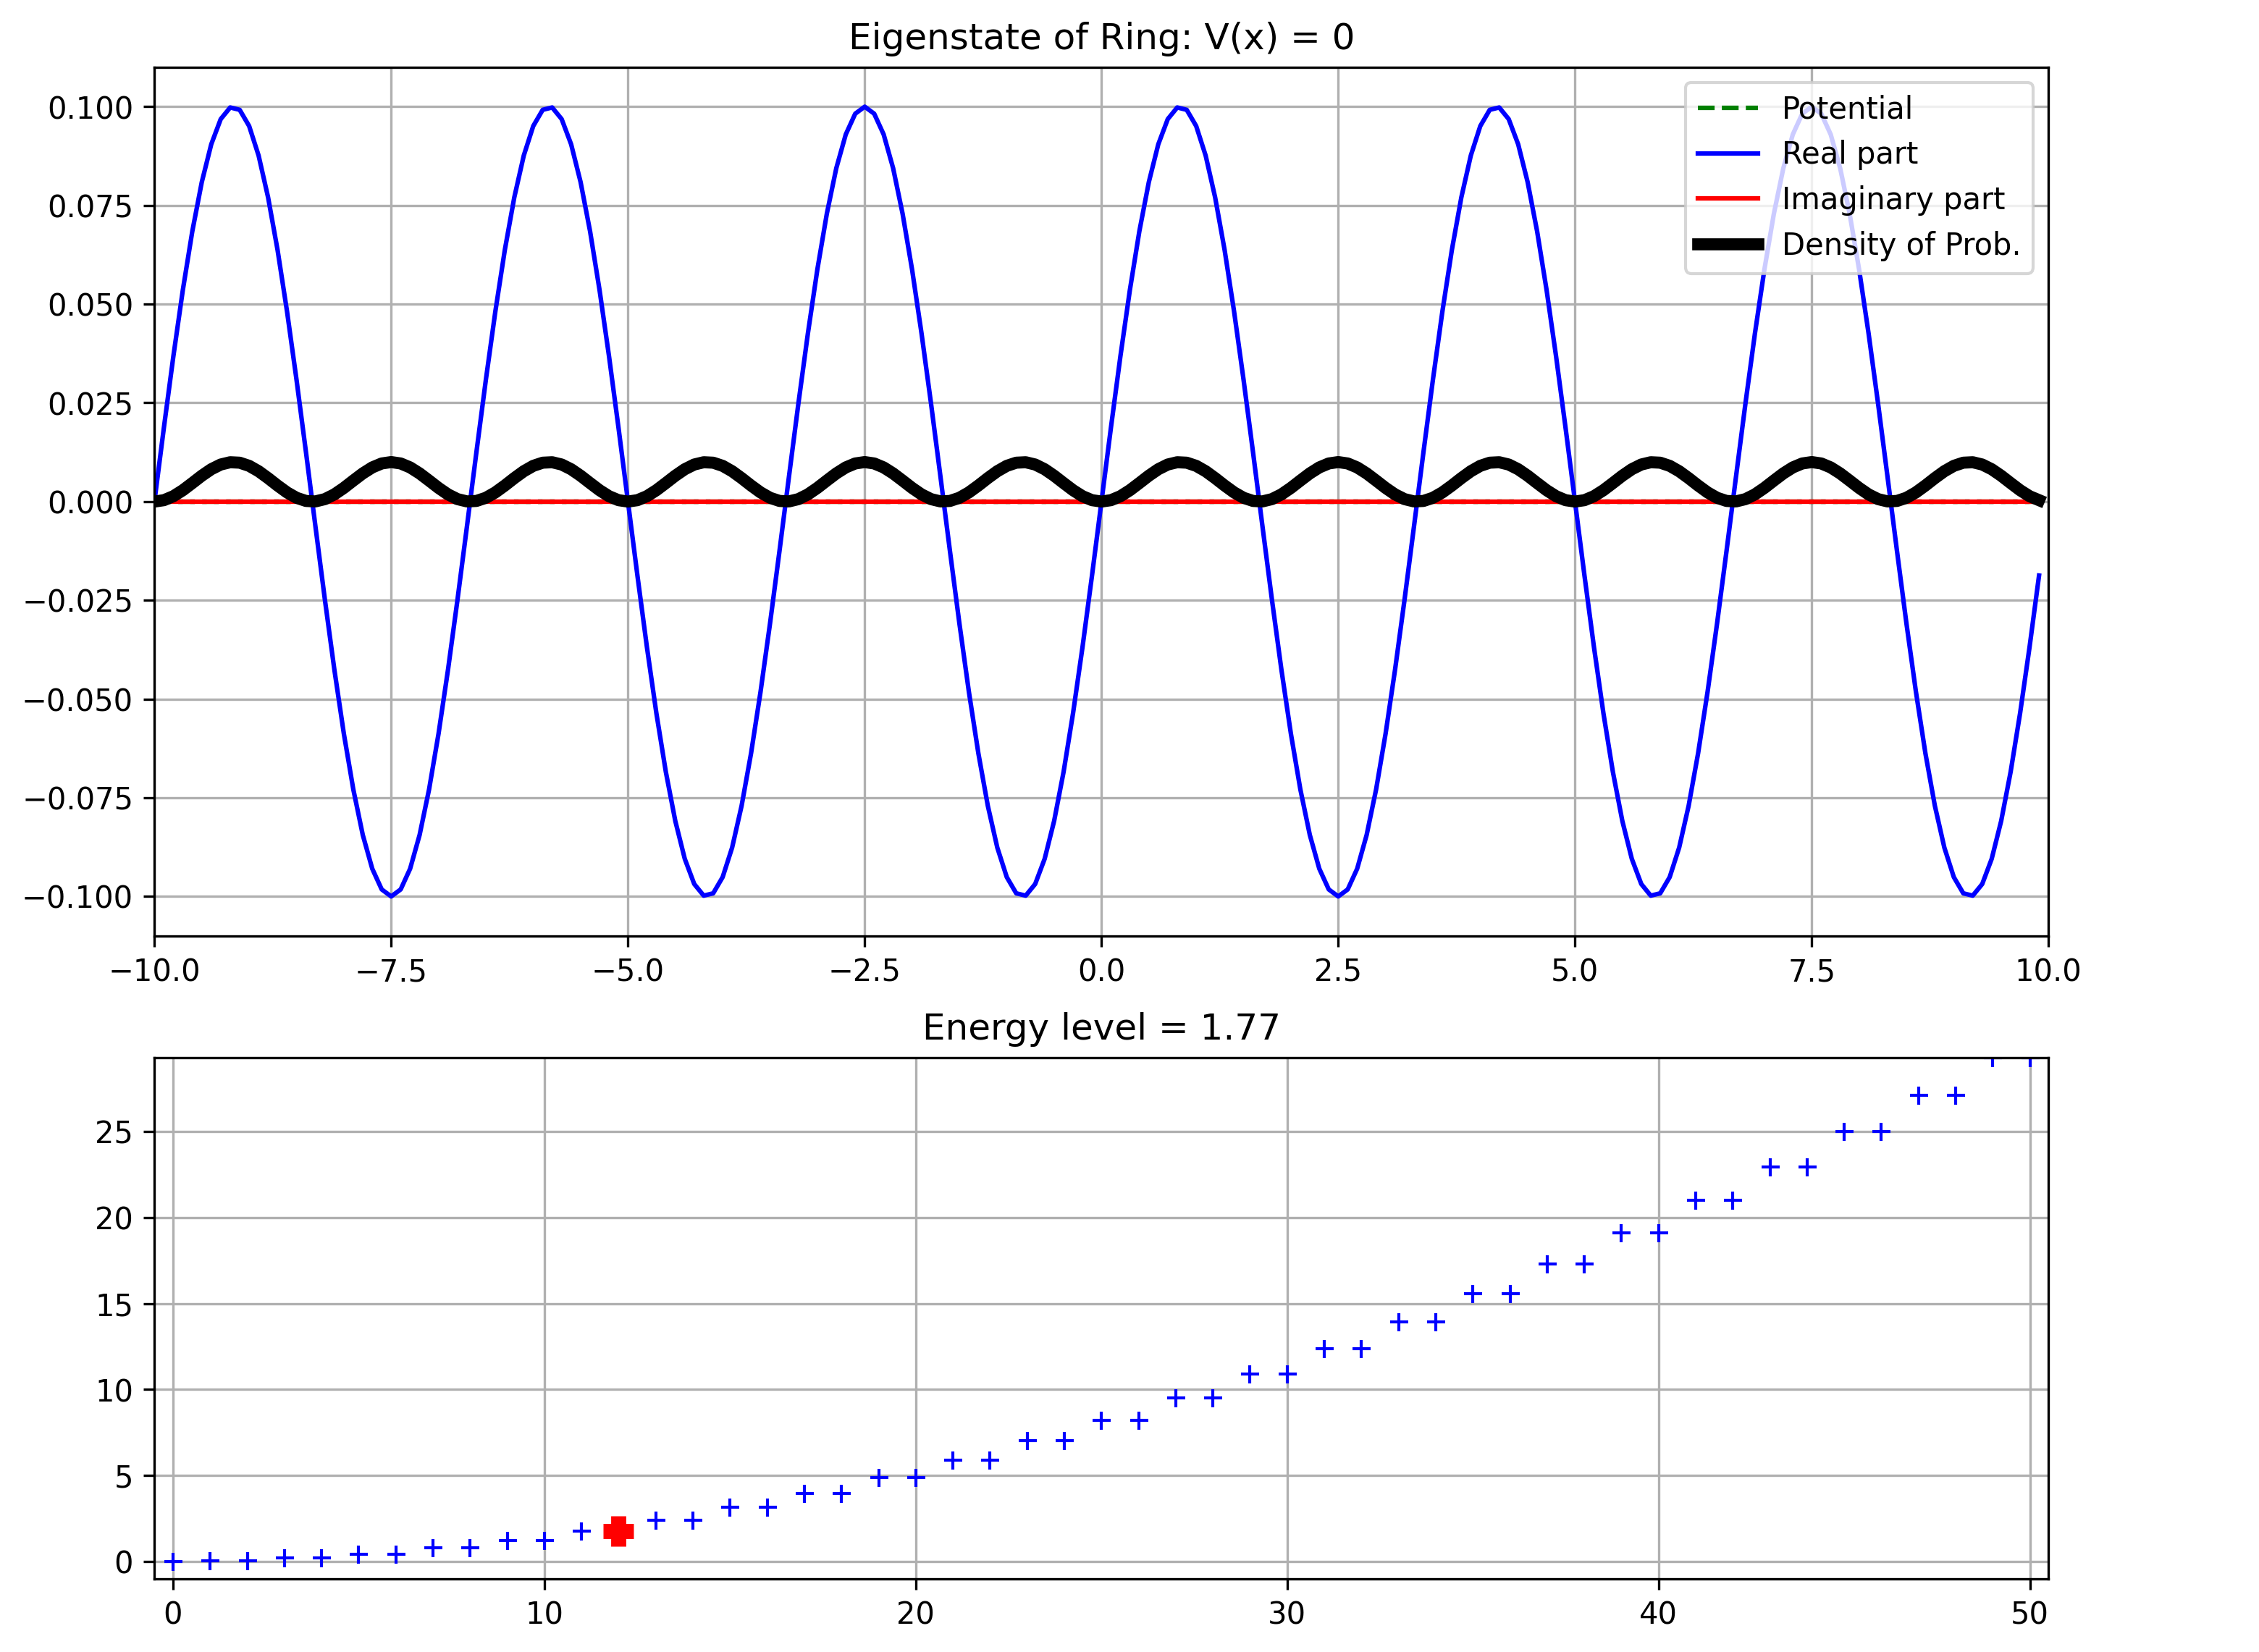 Eigenstate of Ring: V(x) = 0
0.100
0.075
0.050
0.025
0.000
−0.025
−0.050
−0.075
−0.100
Potential
Real part
Imaginary part
Density of Prob.
−10.0 −7.5 −5.0 −2.5 0.0 2.5 5.0 7.5 10.0
Energy level = 1.77
25
20
15
10
5
0
0 10 20 30 40 50